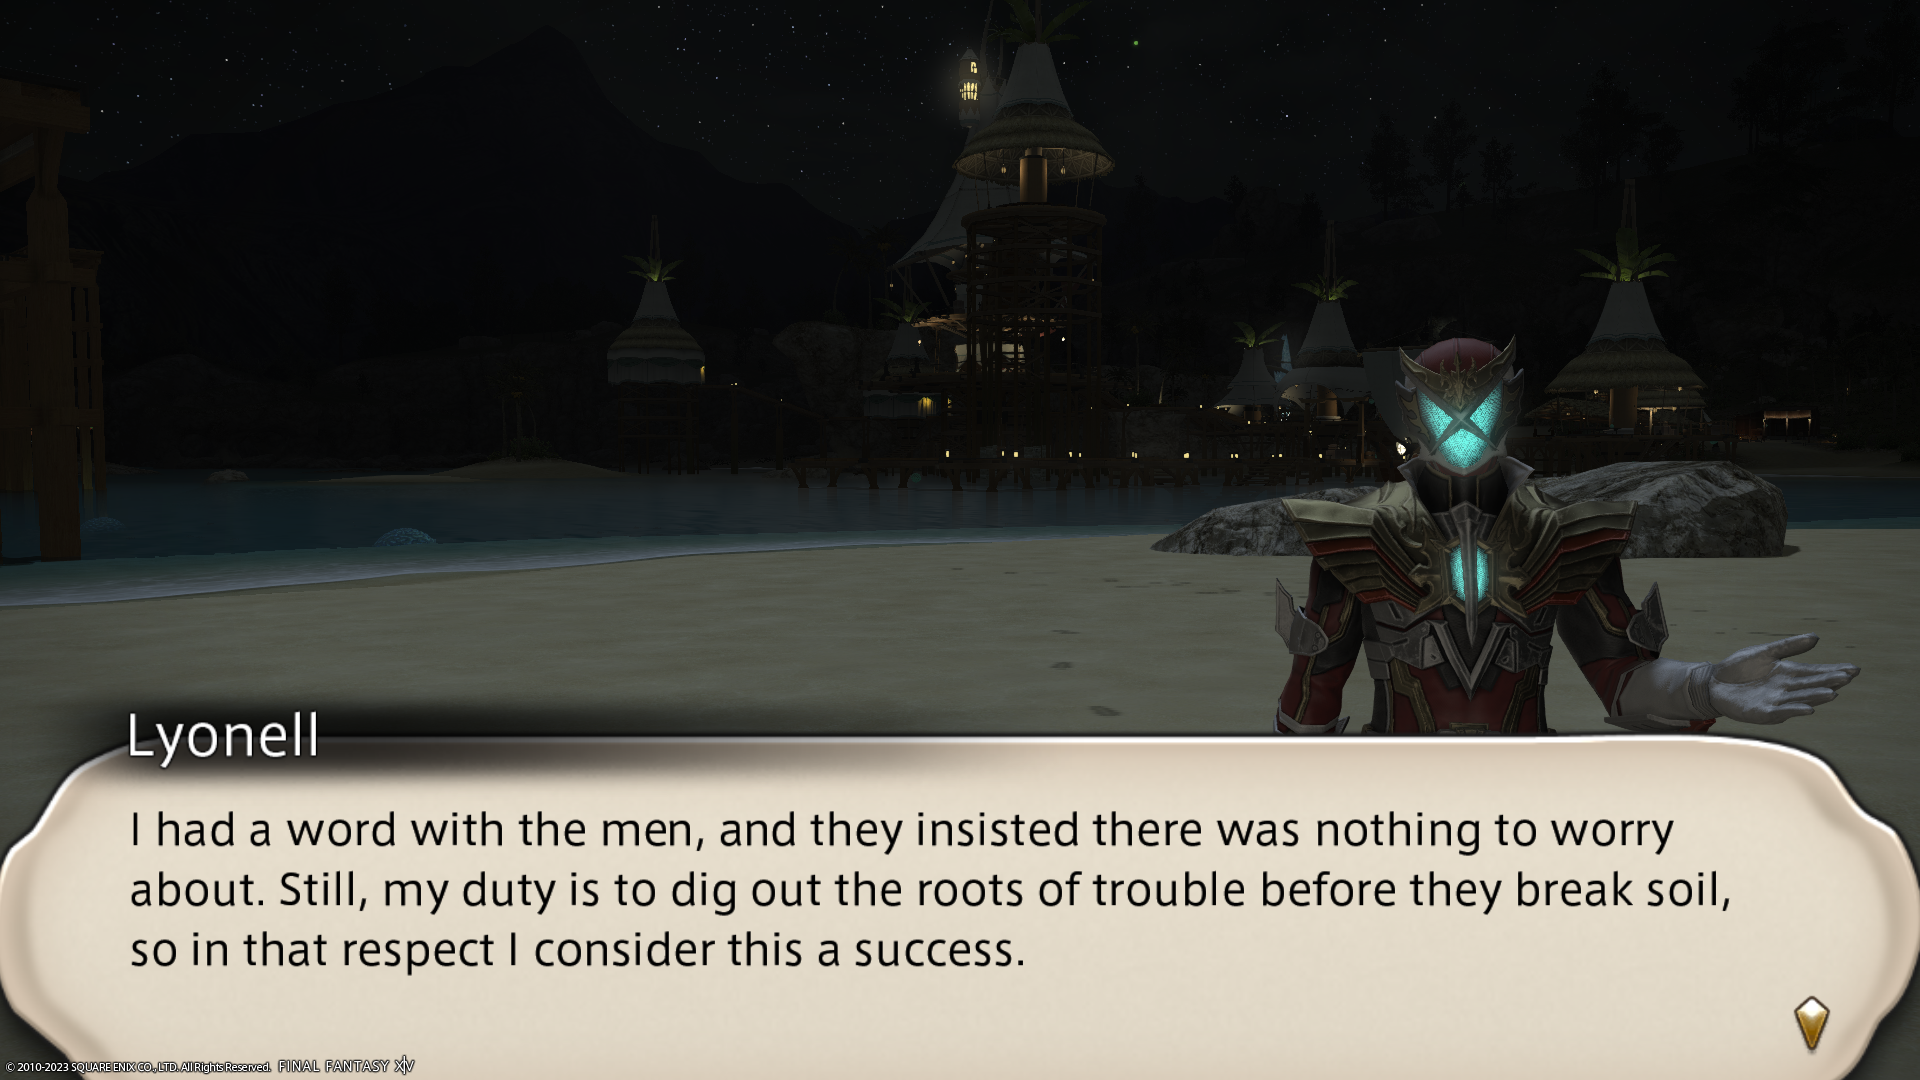 Lyonell
I had a word with the men, and they insisted there was nothing to worry
about. Still, my duty is to dig out the roots of trouble before they break soil,
so in that respect I consider this a success.
© 2010-2023 SQUARE ENIX CO., LTD. All Rights Reserved. FINAL FANTASY XIV